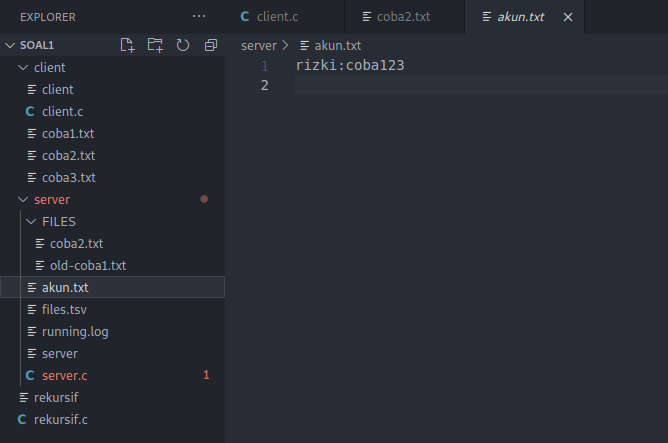 EXPLORER
client.c
coba2.txt
akun.txt
SOAL1
server
akun.txt
client
client
client.c
coba1.txt
coba2.txt
coba3.txt
server
FILES
coba2.txt
old-coba1.txt
akun.txt
files.tsv
running.log
server
server.c 1
rekursif
rekursif.c
1 rizki:coba123
2